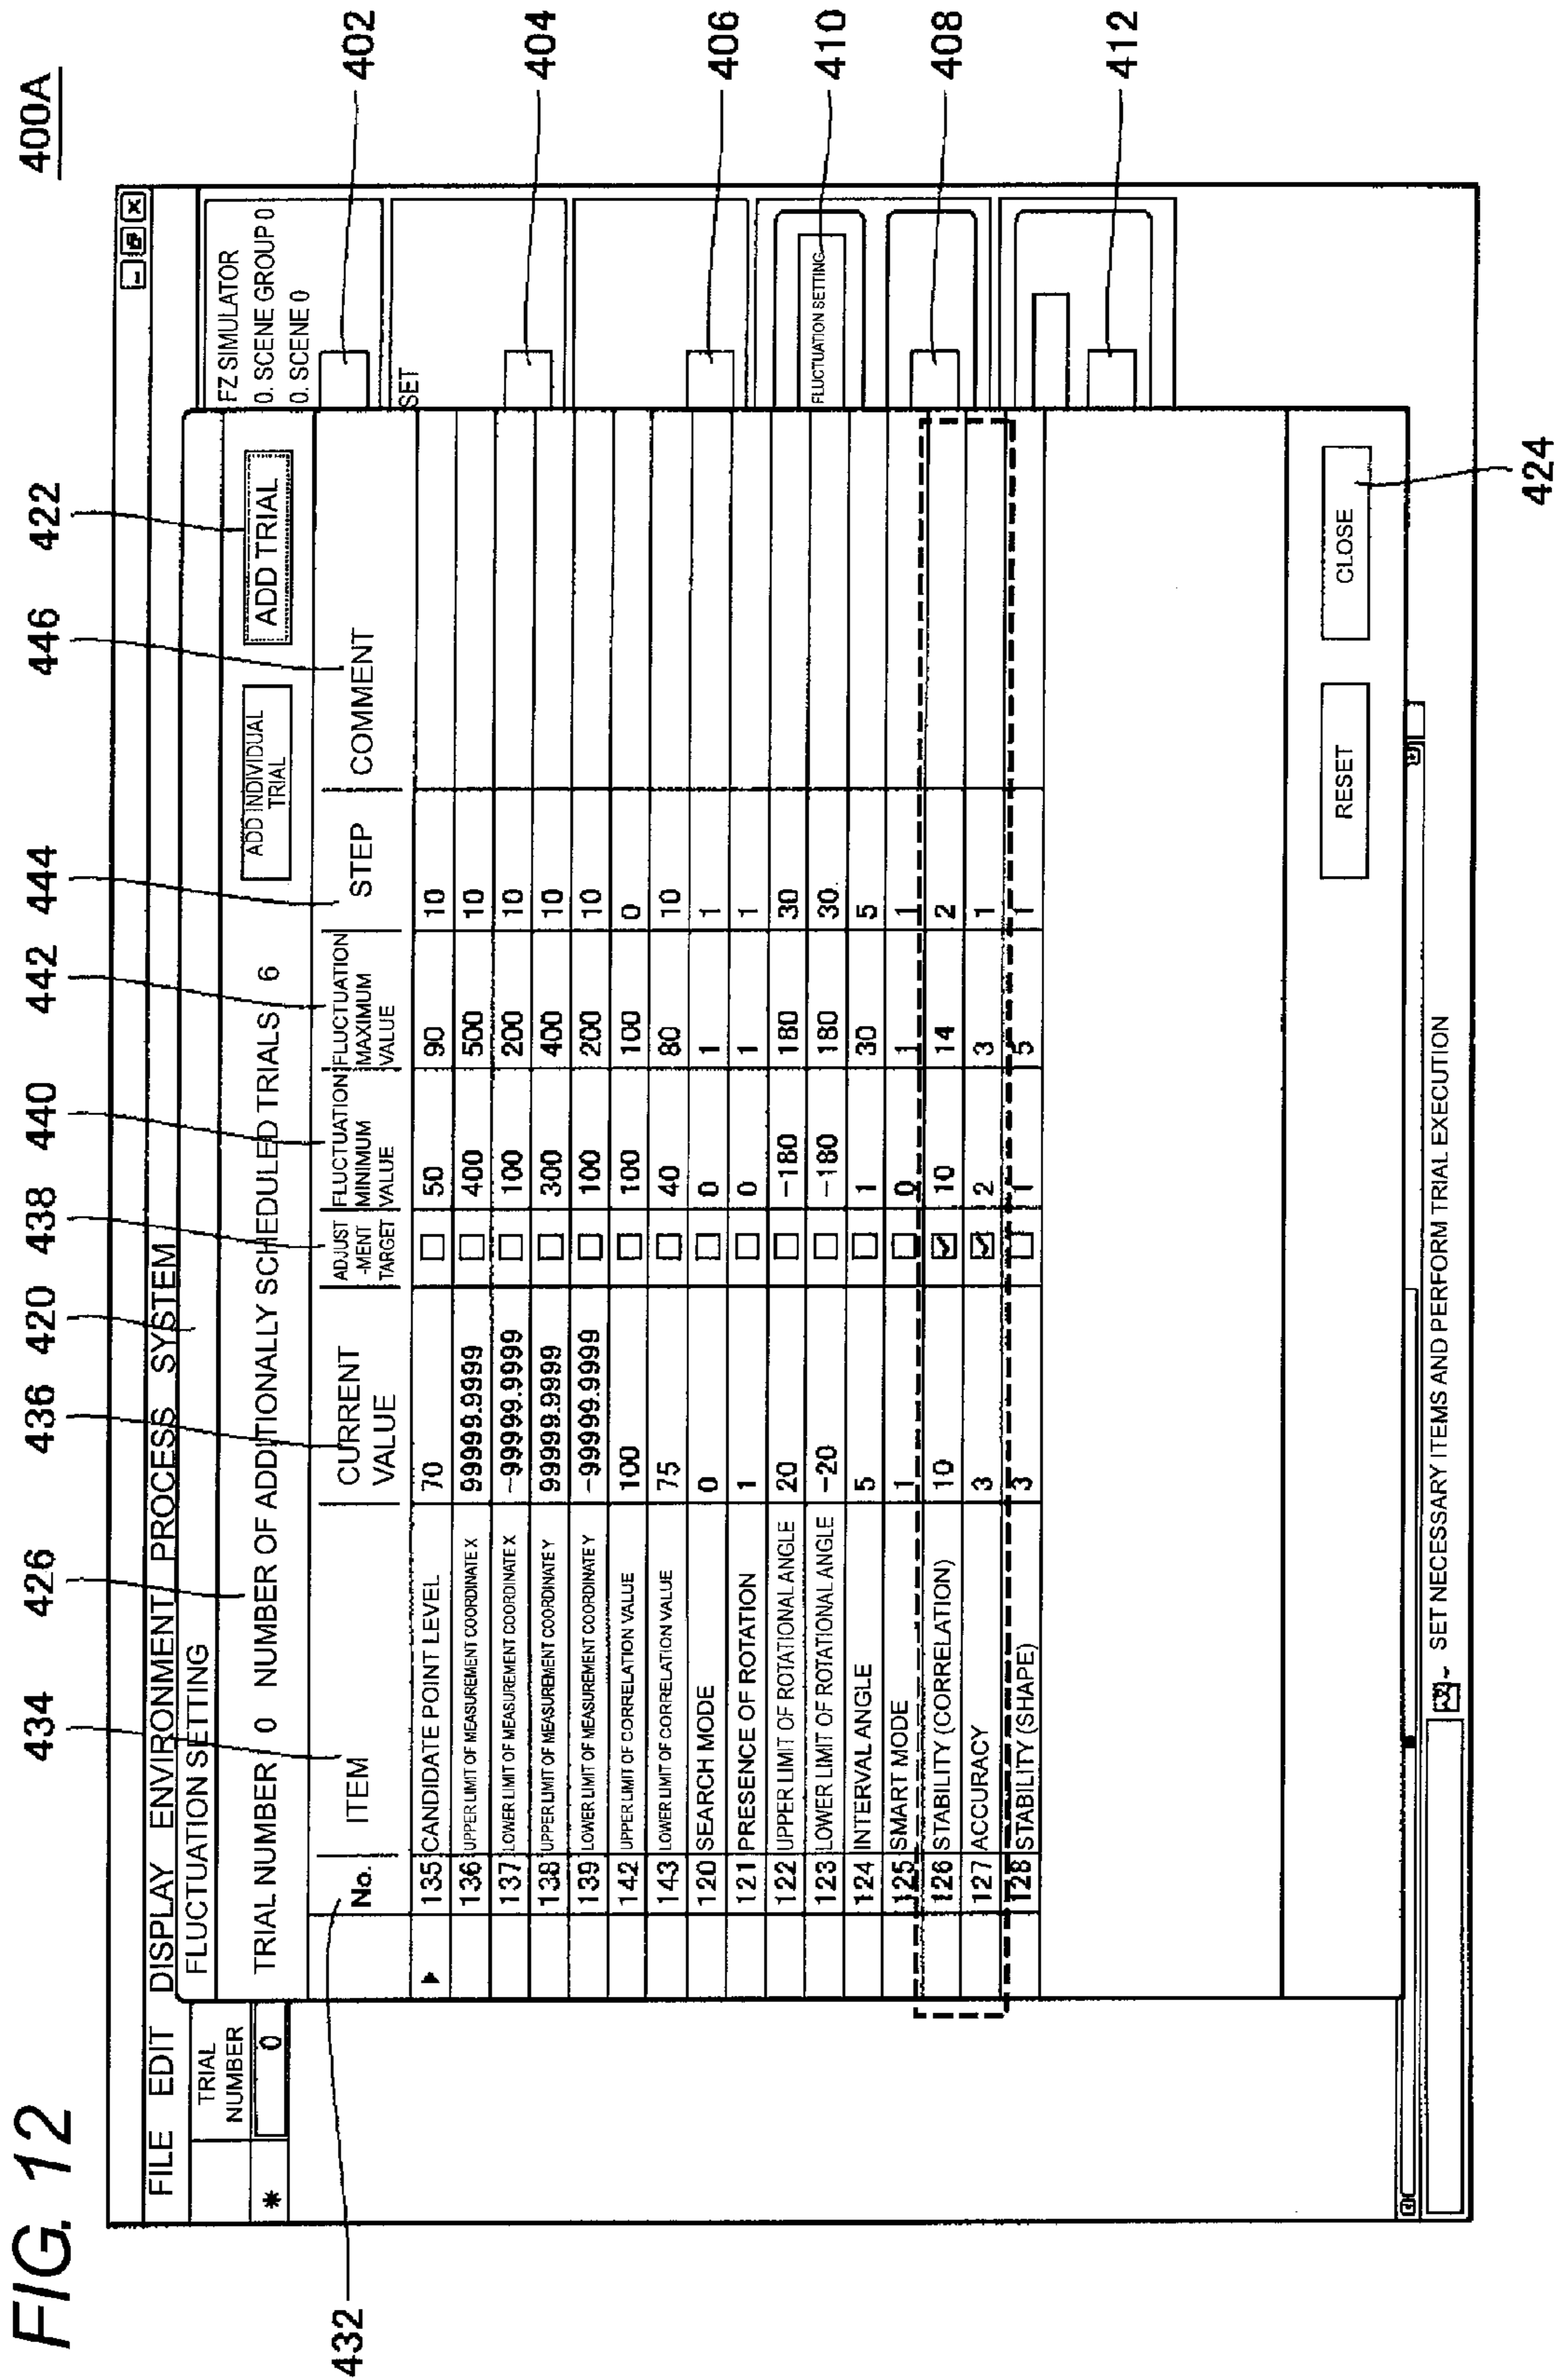 FIG. 12
400A
434 426 436 420 438 440 442 444 446 422
FILE EDIT DISPLAY ENVIRONMENT PROCESS SYSTEM
TRIAL NUMBER
* 0
FLUCTUATION SETTING
TRIAL NUMBER 0 NUMBER OF ADDITIONALLY SCHEDULED TRIALS 6
ADD INDIVIDUAL TRIAL
ADD TRIAL
No. ITEM CURRENT VALUE ADJUST-MENT TARGET FLUCTUATION MINIMUM VALUE FLUCTUATION MAXIMUM VALUE STEP COMMENT
135 CANDIDATE POINT LEVEL 70 50 90 10
136 UPPER LIMIT OF MEASUREMENT COORDINATE X 99999.9999 400 500 10
137 LOWER LIMIT OF MEASUREMENT COORDINATE X -99999.9999 100 200 10
138 UPPER LIMIT OF MEASUREMENT COORDINATE Y 99999.9999 300 400 10
139 LOWER LIMIT OF MEASUREMENT COORDINATE Y -99999.9999 100 200 10
142 UPPER LIMIT OF CORRELATION VALUE 100 100 100 0
143 LOWER LIMIT OF CORRELATION VALUE 75 40 80 10
120 SEARCH MODE 0 0 1 1
121 PRESENCE OF ROTATION 1 0 1 1
122 UPPER LIMIT OF ROTATIONAL ANGLE 20 -180 180 30
123 LOWER LIMIT OF ROTATIONAL ANGLE -20 -180 180 30
124 INTERVAL ANGLE 5 1 30 5
125 SMART MODE 1 0 1 1
126 STABILITY (CORRELATION) 10 10 14 2
127 ACCURACY 3 2 3 1
128 STABILITY (SHAPE) 3 1 5 1
RESET
CLOSE
FZ SIMULATOR
0. SCENE GROUP 0
0. SCENE 0
SET
FLUCTUATION SETTING
SET NECESSARY ITEMS AND PERFORM TRIAL EXECUTION
402
404
406
410
408
412
432
424